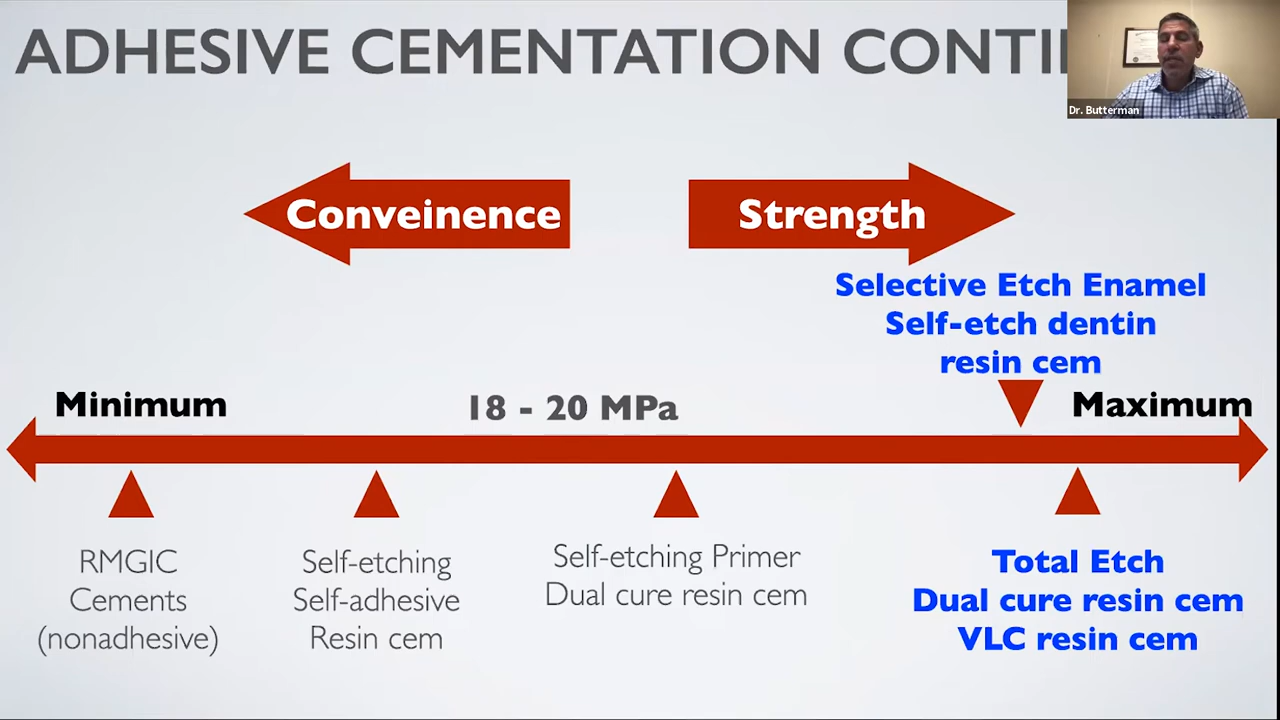 ADHESIVE CEMENTATION CONTI
Dr. Butterman
Conveinence
Strength
Selective Etch Enamel
Self-etch dentin
resin cem
Minimum
18 - 20 MPa
Maximum
RMGIC
Cements
(nonadhesive)
Self-etching
Self-adhesive
Resin cem
Self-etching Primer
Dual cure resin cem
Total Etch
Dual cure resin cem
VLC resin cem